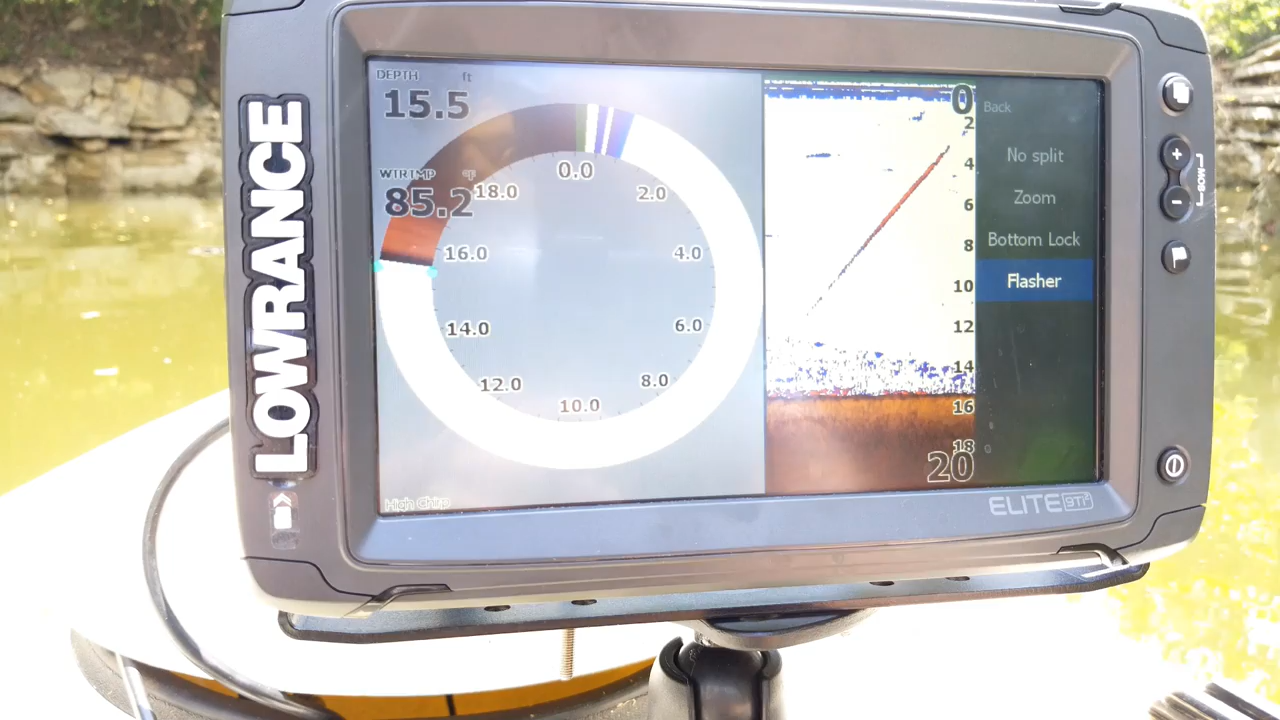 LOWRANCE
DEPTH ft
15.5
WTRTMP °F
85.2
0.0
2.0
4.0
6.0
8.0
10.0
12.0
14.0
16.0
18.0
High Chirp
0
2
4
6
8
10
12
14
16
18
20
Back
No split
Zoom
Bottom Lock
Flasher
+
MOB
-
ELITE 9Ti²